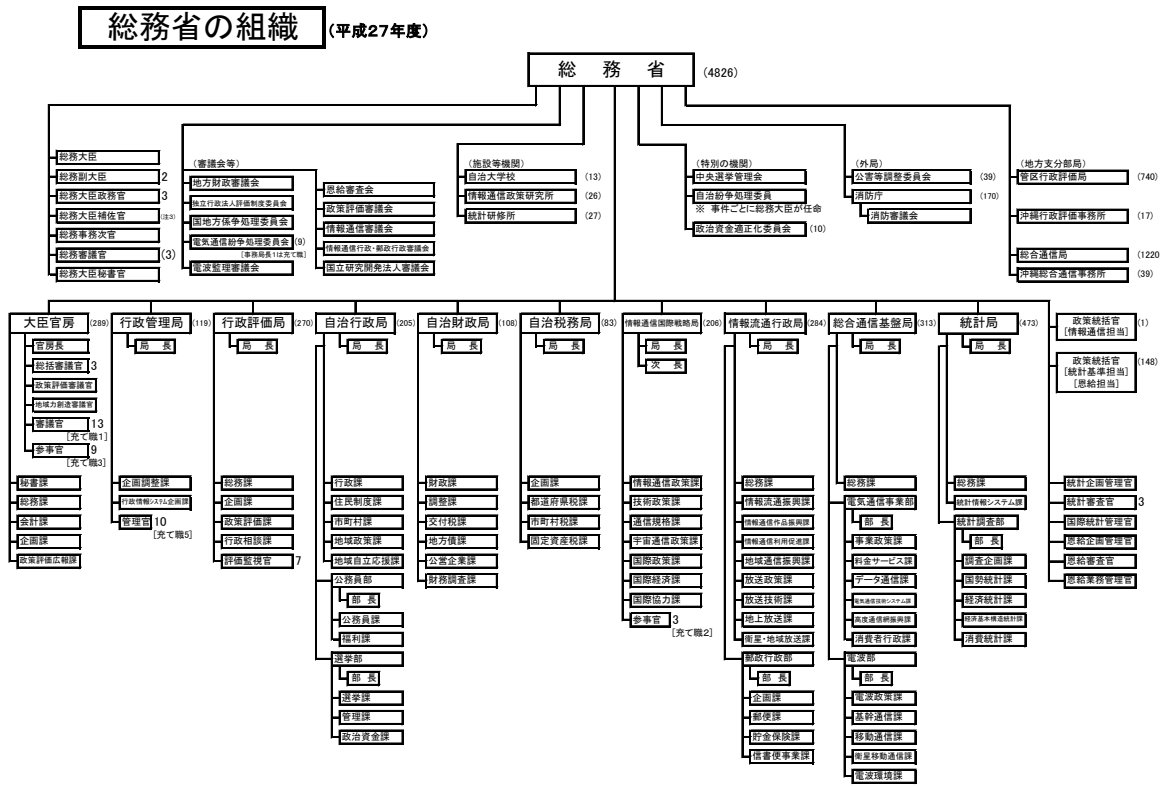 総務省の組織 (平成27年度)
総務省 (4826)
総務大臣
総務副大臣 2
総務大臣政務官 3
総務大臣補佐官 (注3)
総務事務次官
総務審議官 (3)
総務大臣秘書官
(審議会等)
地方財政審議会
独立行政法人評価制度委員会
国地方係争処理委員会
電気通信紛争処理委員会 (9)
[事務局長1は充て職]
電波監理審議会
恩給審査会
政策評価審議会
情報通信審議会
情報通信行政・郵政行政審議会
国立研究開発法人審議会
(施設等機関)
自治大学校 (13)
情報通信政策研究所 (26)
統計研修所 (27)
(特別の機関)
中央選挙管理会
自治紛争処理委員
※ 事件ごとに総務大臣が任命
政治資金適正化委員会 (10)
(外局)
公害等調整委員会 (39)
消防庁 (170)
消防審議会
(地方支分部局)
管区行政評価局 (740)
沖縄行政評価事務所 (17)
総合通信局 (1220
沖縄総合通信事務所 (39)
大臣官房 (289)
官房長
総括審議官 3
政策評価審議官
地域力創造審議官
審議官 13
[充て職1]
参事官 9
[充て職3]
秘書課
総務課
会計課
企画課
政策評価広報課
行政管理局 (119)
局 長
企画調整課
行政情報システム企画課
管理官 10
[充て職5]
行政評価局 (270)
局 長
総務課
企画課
政策評価課
行政相談課
評価監視官 7
自治行政局 (205)
局 長
行政課
住民制度課
市町村課
地域政策課
地域自立応援課
公務員部
部 長
公務員課
福利課
選挙部
部 長
選挙課
管理課
政治資金課
自治財政局 (108)
局 長
財政課
調整課
交付税課
地方債課
公営企業課
財務調査課
自治税務局 (83)
局 長
企画課
都道府県税課
市町村税課
固定資産税課
情報通信国際戦略局 (206)
局 長
次 長
情報通信政策課
技術政策課
通信規格課
宇宙通信政策課
国際政策課
国際経済課
国際協力課
参事官 3
[充て職2]
情報流通行政局 (284)
局 長
総務課
情報流通振興課
情報通信作品振興課
情報通信利用促進課
地域通信振興課
放送政策課
放送技術課
地上放送課
衛星・地域放送課
郵政行政部
部 長
企画課
郵便課
貯金保険課
信書便事業課
総合通信基盤局 (313)
局 長
総務課
電気通信事業部
部 長
事業政策課
料金サービス課
データ通信課
電気通信技術システム課
高度通信網振興課
消費者行政課
電波部
部 長
電波政策課
基幹通信課
移動通信課
衛星移動通信課
電波環境課
統計局 (473)
局 長
総務課
統計情報システム課
統計調査部
部 長
調査企画課
国勢統計課
経済統計課
経済基本構造統計課
消費統計課
政策統括官 (1)
[情報通信担当]
政策統括官 (148)
[統計基準担当]
[恩給担当]
統計企画管理官
統計審査官 3
国際統計管理官
恩給企画管理官
恩給審査官
恩給業務管理官